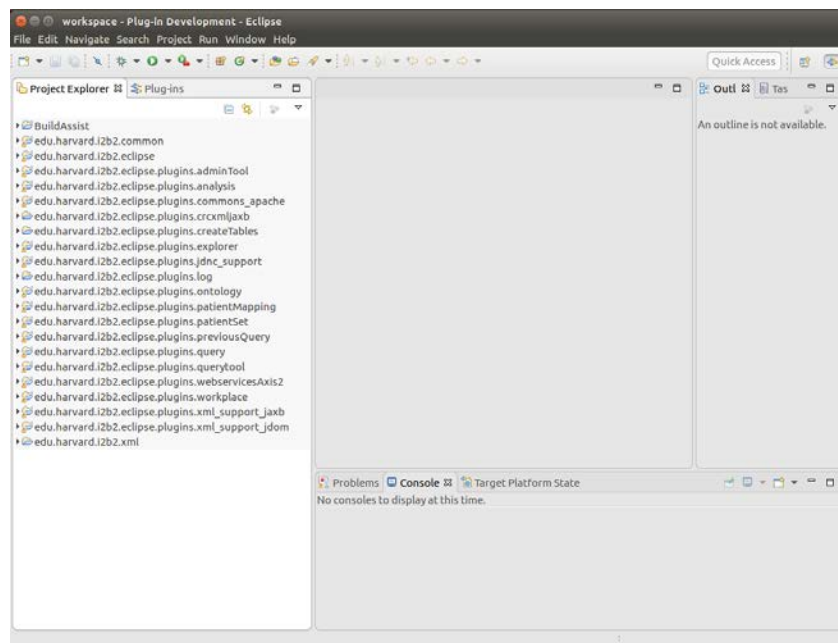 workspace - Plug-in Development - Eclipse
File Edit Navigate Search Project Run Window Help
Quick Access
Project Explorer Plug-ins
Outl Tas
An outline is not available.
BuildAssist
edu.harvard.i2b2.common
edu.harvard.i2b2.eclipse
edu.harvard.i2b2.eclipse.plugins.adminTool
edu.harvard.i2b2.eclipse.plugins.analysis
edu.harvard.i2b2.eclipse.plugins.commons_apache
edu.harvard.i2b2.eclipse.plugins.crcxmljaxb
edu.harvard.i2b2.eclipse.plugins.createTables
edu.harvard.i2b2.eclipse.plugins.explorer
edu.harvard.i2b2.eclipse.plugins.jdnc_support
edu.harvard.i2b2.eclipse.plugins.log
edu.harvard.i2b2.eclipse.plugins.ontology
edu.harvard.i2b2.eclipse.plugins.patientMapping
edu.harvard.i2b2.eclipse.plugins.patientSet
edu.harvard.i2b2.eclipse.plugins.previousQuery
edu.harvard.i2b2.eclipse.plugins.query
edu.harvard.i2b2.eclipse.plugins.querytool
edu.harvard.i2b2.eclipse.plugins.webservicesAxis2
edu.harvard.i2b2.eclipse.plugins.workplace
edu.harvard.i2b2.eclipse.plugins.xml_support_jaxb
edu.harvard.i2b2.eclipse.plugins.xml_support_jdom
edu.harvard.i2b2.xml
Problems Console Target Platform State
No consoles to display at this time.